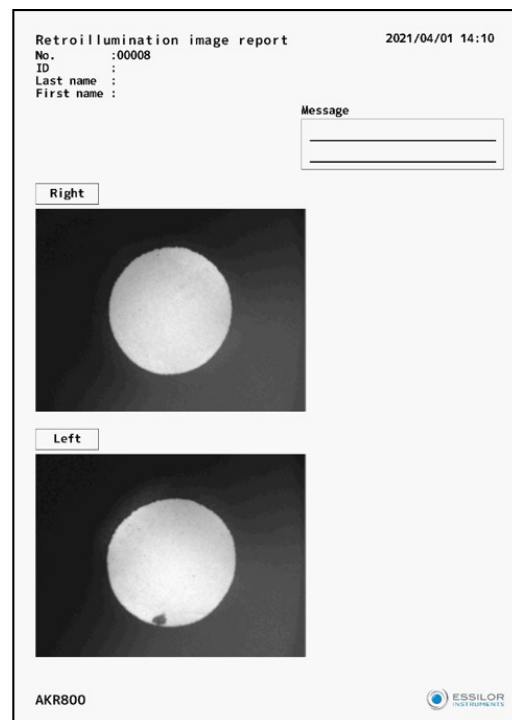 Retroillumination image report
2021/04/01 14:10
No. :00008
ID :
Last name :
First name :
Message
Right
Left
AKR800
ESSILOR
INSTRUMENTS